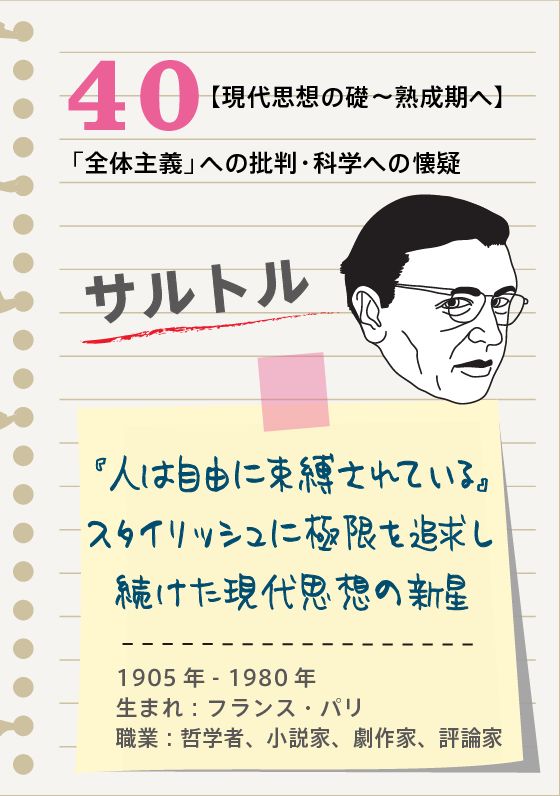 40【現代思想の礎～熟成期へ】
「全体主義」への批判・科学への懐疑
サルトル
『人は自由に束縛されている』
スタイリッシュに極限を追求し
続けた現代思想の新星
1905年-1980年
生まれ：フランス・パリ
職業：哲学者、小説家、劇作家、評論家